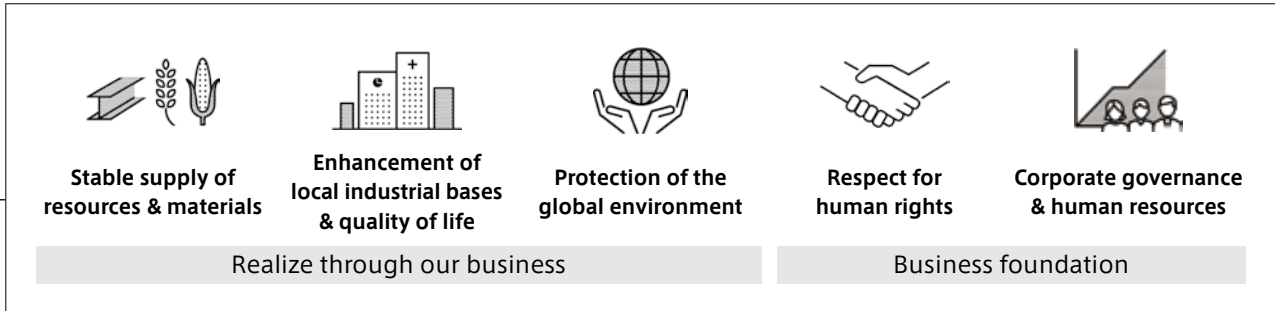 Stable supply of
resources & materials
Enhancement of
local industrial bases
& quality of life
Protection of the
global environment
Respect for
human rights
Corporate governance
& human resources
Realize through our business
Business foundation